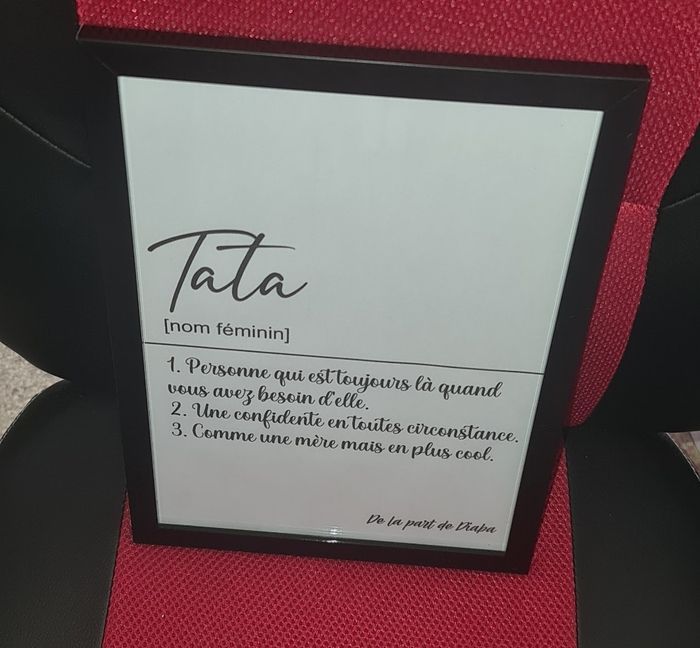 Tata
[nom féminin]
1. Personne qui est toujours là quand
vous avez besoin d'elle.
2. Une confidente en toutes circonstance.
3. Comme une mère mais en plus cool.
De la part de Diapa